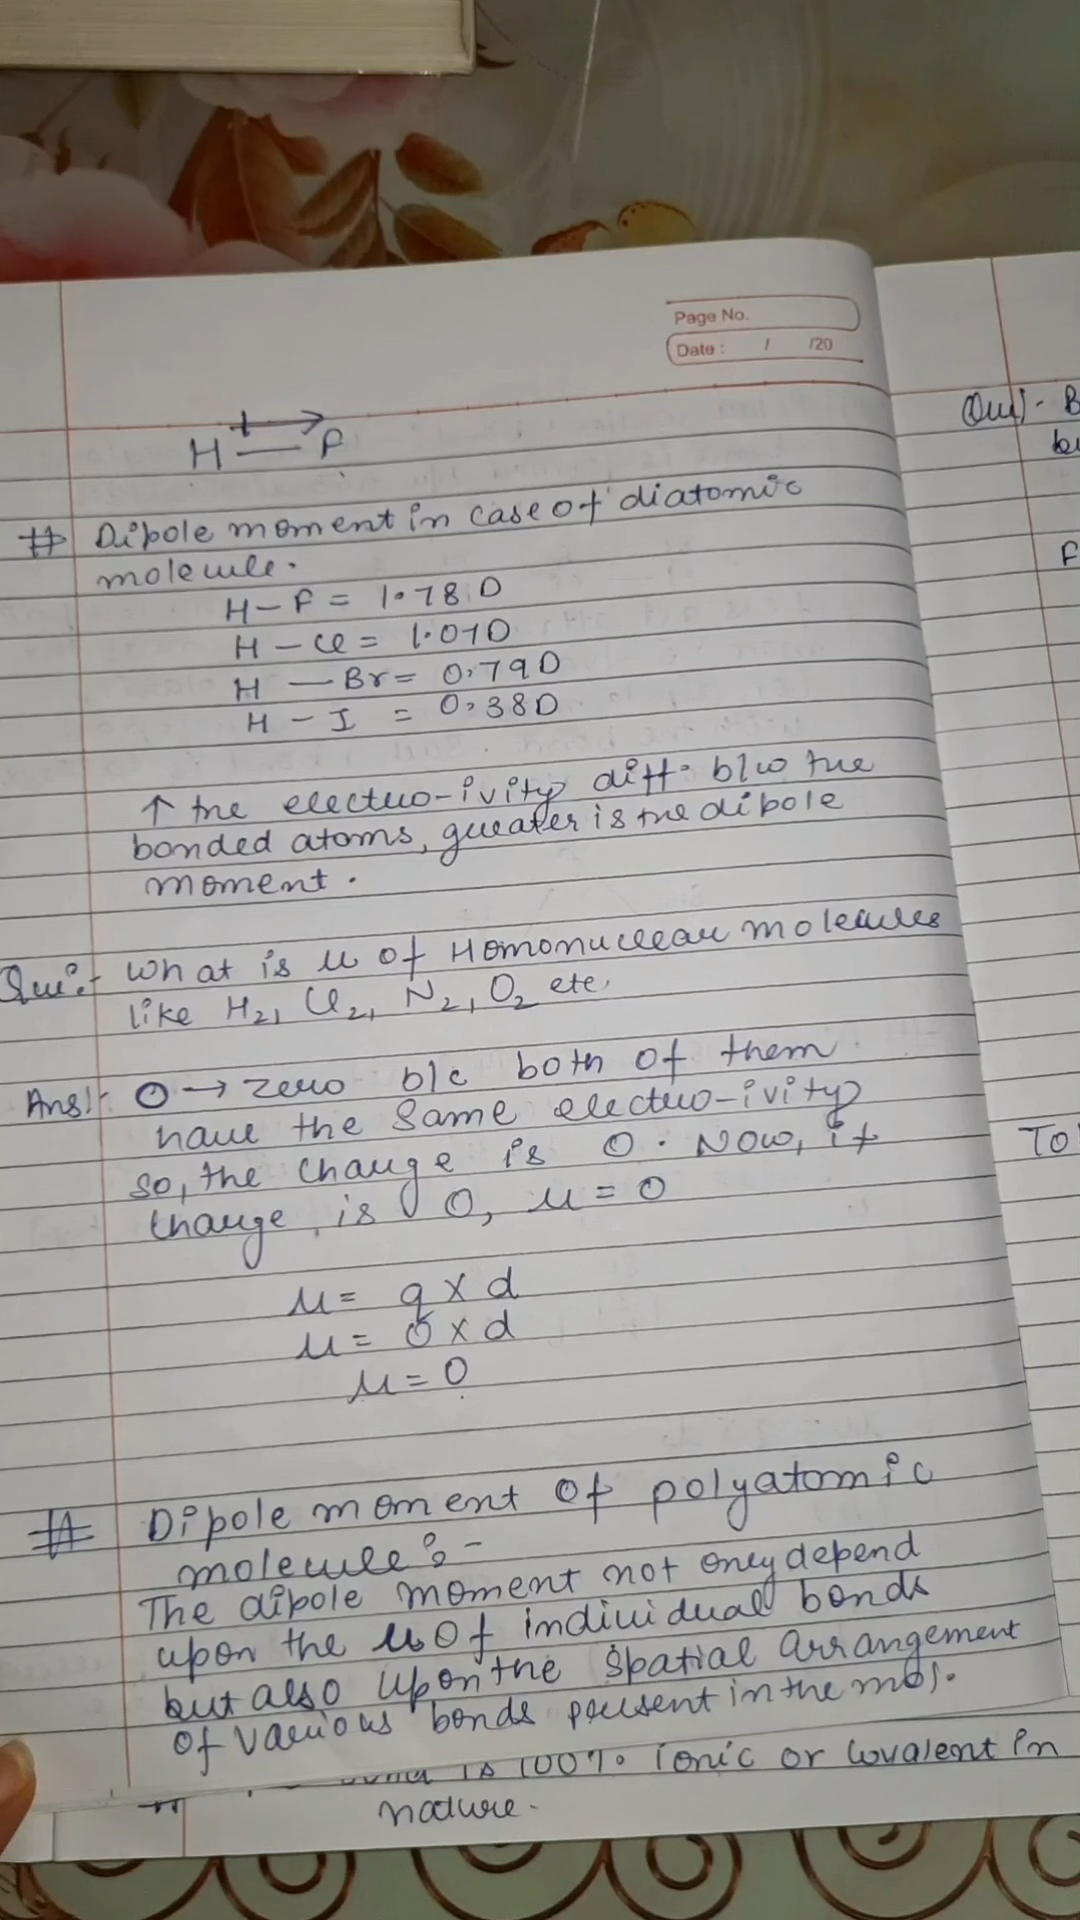 Page No.
Date : / /20
H — F
# Dipole moment in case of diatomic
molecule.
H - F = 1.78 D
H - Cl = 1.07D
H — Br = 0.79D
H - I = 0.38D
↑ the electro-ivity diff. b/w the
bonded atoms, greater is the dipole
moment.
Que:- What is μ of Homonuclear molecules
like H2, Cl2, N2, O2 etc.
Ans:- O → zero b/c both of them
have the same electro-ivity
so, the charge is 0. Now, if
charge is 0, μ = 0
μ = q x d
μ = 0 x d
μ = 0
# Dipole moment of polyatomic
molecule :-
The dipole moment not only depend
upon the μ of individual bonds
but also upon the spatial arrangement
of various bonds present in the mol.
is 100% ionic or covalent in
nature.
Que)- B
F
To